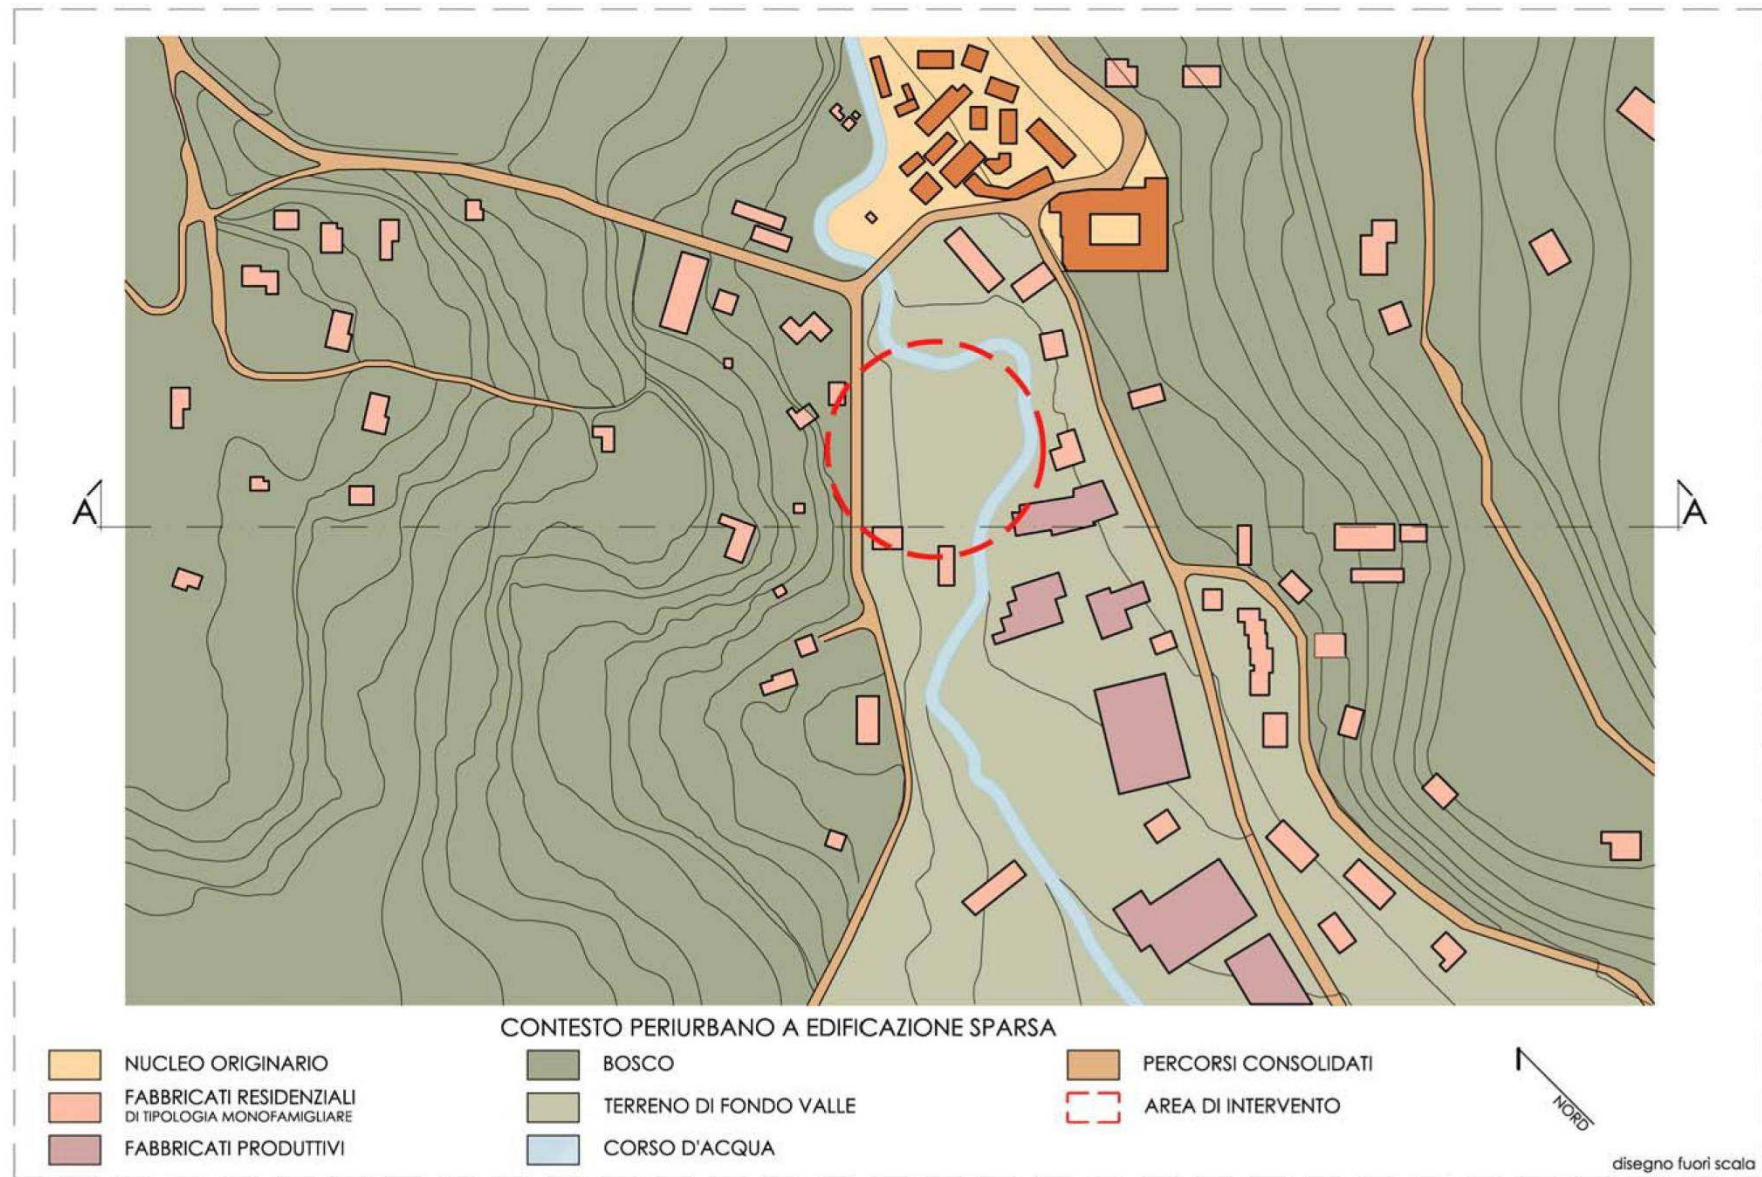 A
A
CONTESTO PERIURBANO A EDIFICAZIONE SPARSA
NUCLEO ORIGINARIO
FABBRICATI RESIDENZIALI
DI TIPOLOGIA MONOFAMIGLIARE
FABBRICATI PRODUTTIVI
BOSCO
TERRENO DI FONDO VALLE
CORSO D'ACQUA
PERCORSI CONSOLIDATI
AREA DI INTERVENTO
NORD
disegno fuori scala